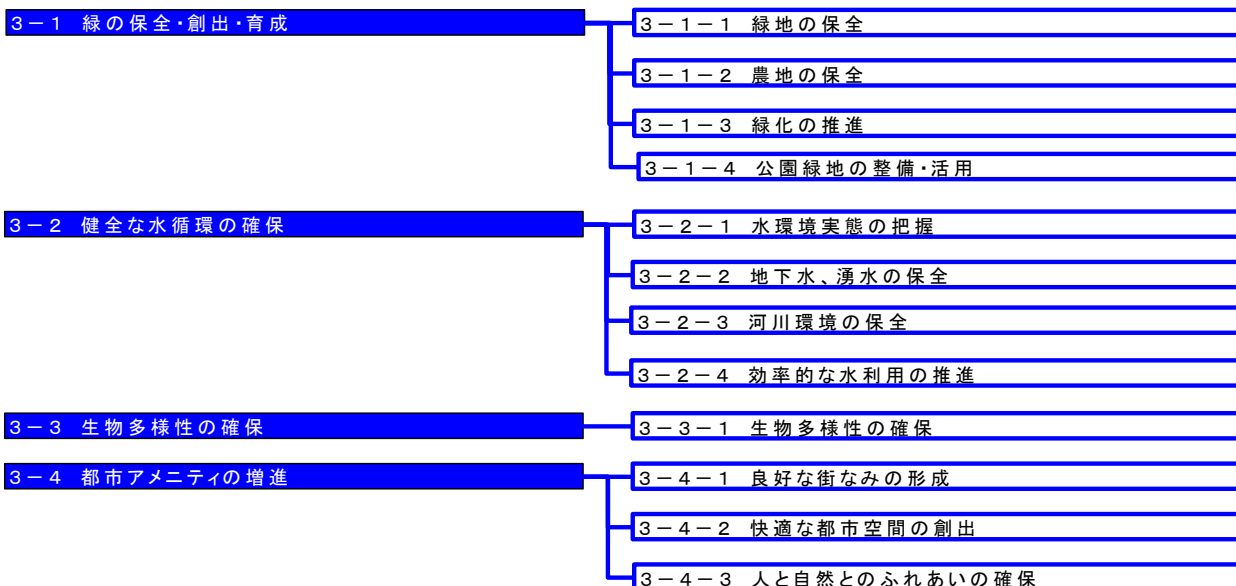 3-1 緑の保全・創出・育成
3-1-1 緑地の保全
3-1-2 農地の保全
3-1-3 緑化の推進
3-1-4 公園緑地の整備・活用
3-2 健全な水循環の確保
3-2-1 水環境実態の把握
3-2-2 地下水、湧水の保全
3-2-3 河川環境の保全
3-2-4 効率的な水利用の推進
3-3 生物多様性の確保
3-3-1 生物多様性の確保
3-4 都市アメニティの増進
3-4-1 良好な街なみの形成
3-4-2 快適な都市空間の創出
3-4-3 人と自然とのふれあいの確保